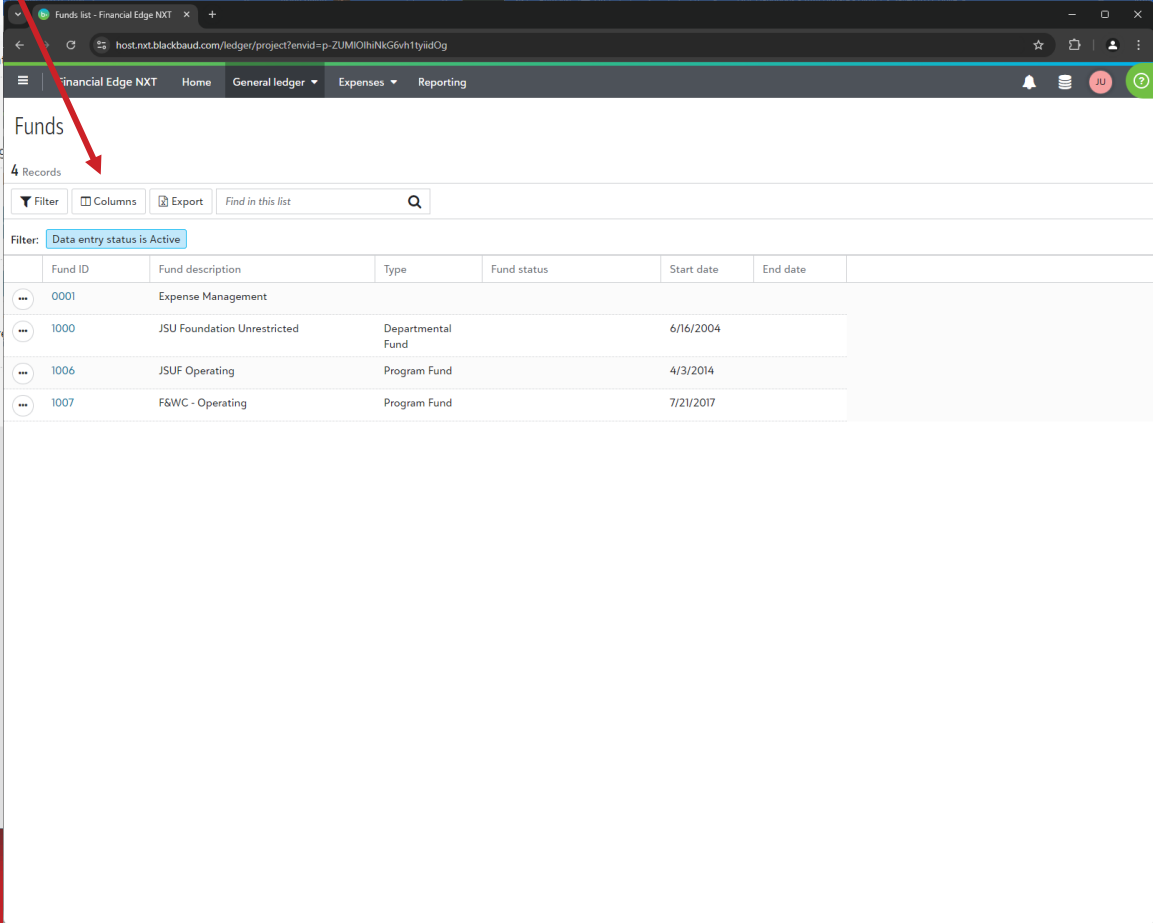 Funds list - Financial Edge NXT
host.nxt.blackbaud.com/ledger/project?envid=p-ZUMIOIhiNkG6vh1tyiidOg
Financial Edge NXT Home General ledger Expenses Reporting JU ?
Funds
4 Records
Filter Columns Export Find in this list
Filter: Data entry status is Active
Fund ID Fund description Type Fund status Start date End date
0001 Expense Management
1000 JSU Foundation Unrestricted Departmental 6/16/2004
Fund
1006 JSUF Operating Program Fund 4/3/2014
1007 F&WC - Operating Program Fund 7/21/2017